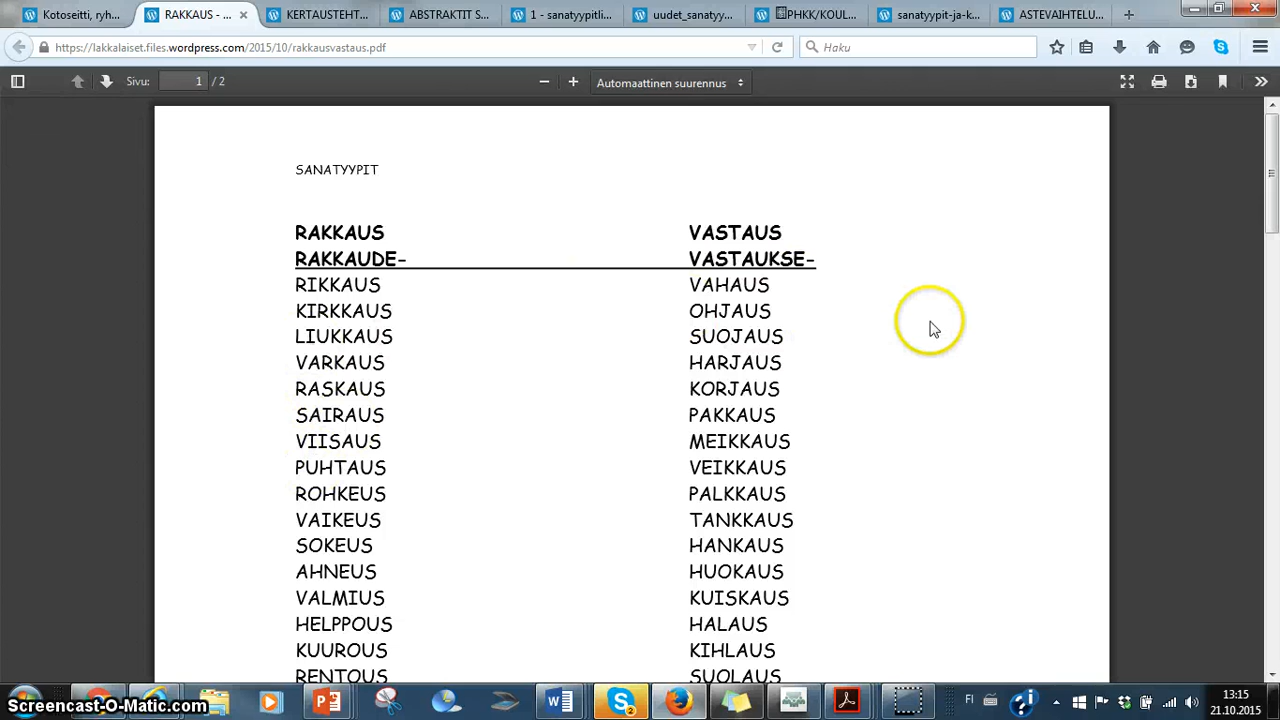 Kotoseitti, ryh...
RAKKAUS - ...
KERTAUSTEHT...
ABSTRAKTIT S...
1 - sanatyypitli...
uudet_sanatyy...
PHKK/KOUL...
sanatyypit-ja-k...
ASTEVAIHTELU...
https://lakkalaiset.files.wordpress.com/2015/10/rakkausvastaus.pdf
Haku
Sivu: 1 / 2
Automaattinen suurennus
SANATYYPIT
RAKKAUS VASTAUS
RAKKAUDE- VASTAUKSE-
RIKKAUS VAHAUS
KIRKKAUS OHJAUS
LIUKKAUS SUOJAUS
VARKAUS HARJAUS
RASKAUS KORJAUS
SAIRAUS PAKKAUS
VIISAUS MEIKKAUS
PUHTAUS VEIKKAUS
ROHKEUS PALKKAUS
VAIKEUS TANKKAUS
SOKEUS HANKAUS
AHNEUS HUOKAUS
VALMIUS KUISKAUS
HELPPOUS HALAUS
KUUROUS KIHLAUS
RENTOUS SUOLAUS
FI
13:15
21.10.2015
Screencast-O-Matic.com